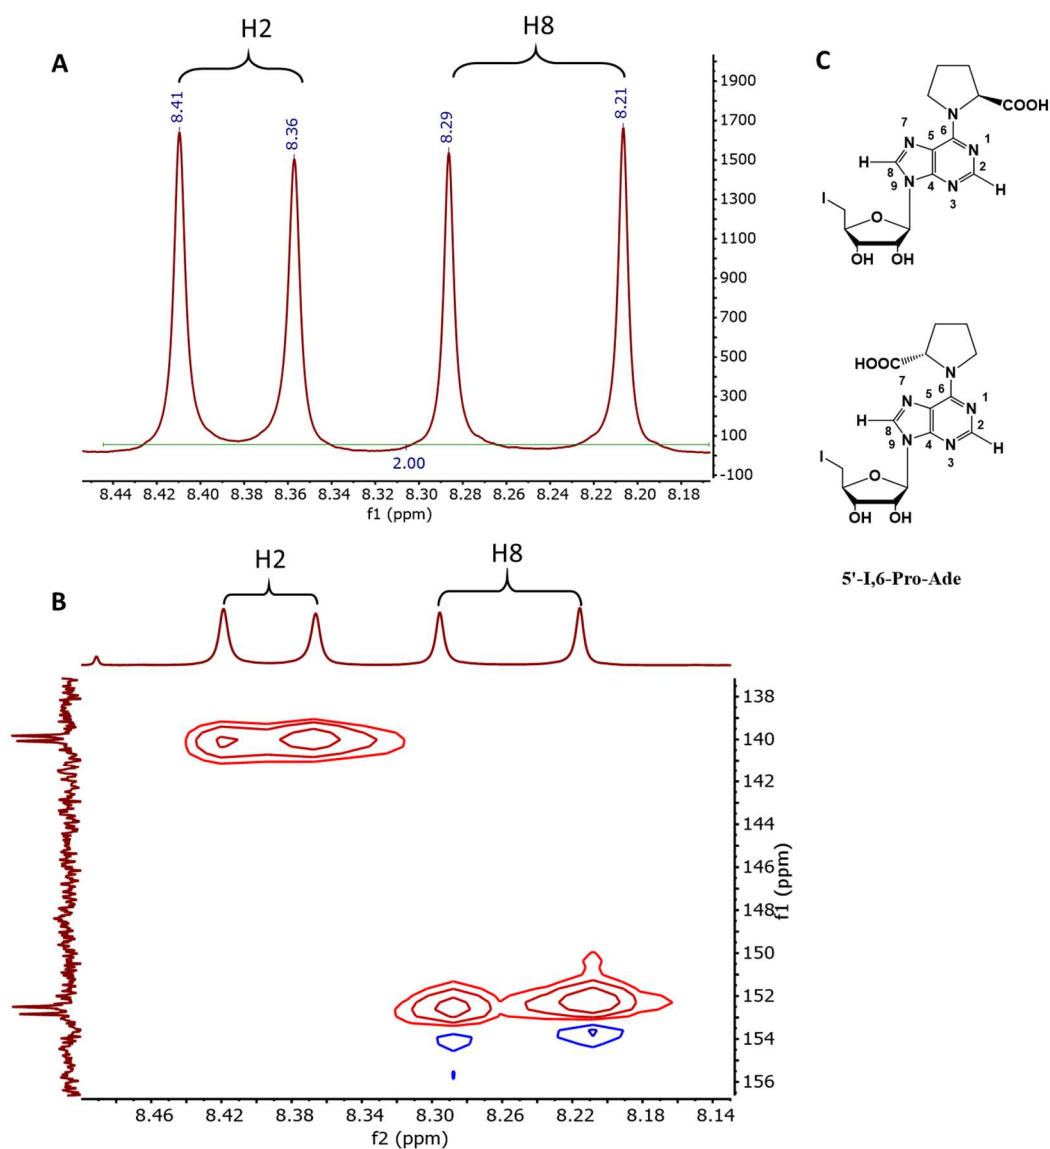 A
H2
H8
8.41
8.36
8.29
8.21
1900
1700
1500
1300
1100
900
700
500
300
100
-100
2.00
8.44 8.42 8.40 8.38 8.36 8.34 8.32 8.30 8.28 8.26 8.24 8.22 8.20 8.18
f1 (ppm)
C
N
COOH
6
7
N
5
N
1
H
8
2
9
N
4
N
3
H
I
O
OH
OH
HOOC
N
7
6
N
5
N
1
H
8
2
9
N
4
N
3
H
I
O
OH
OH
5'-I,6-Pro-Ade
B
H2
H8
138
140
142
144
146
148
150
152
154
156
f1 (ppm)
8.46 8.42 8.38 8.34 8.30 8.26 8.22 8.18 8.14
f2 (ppm)